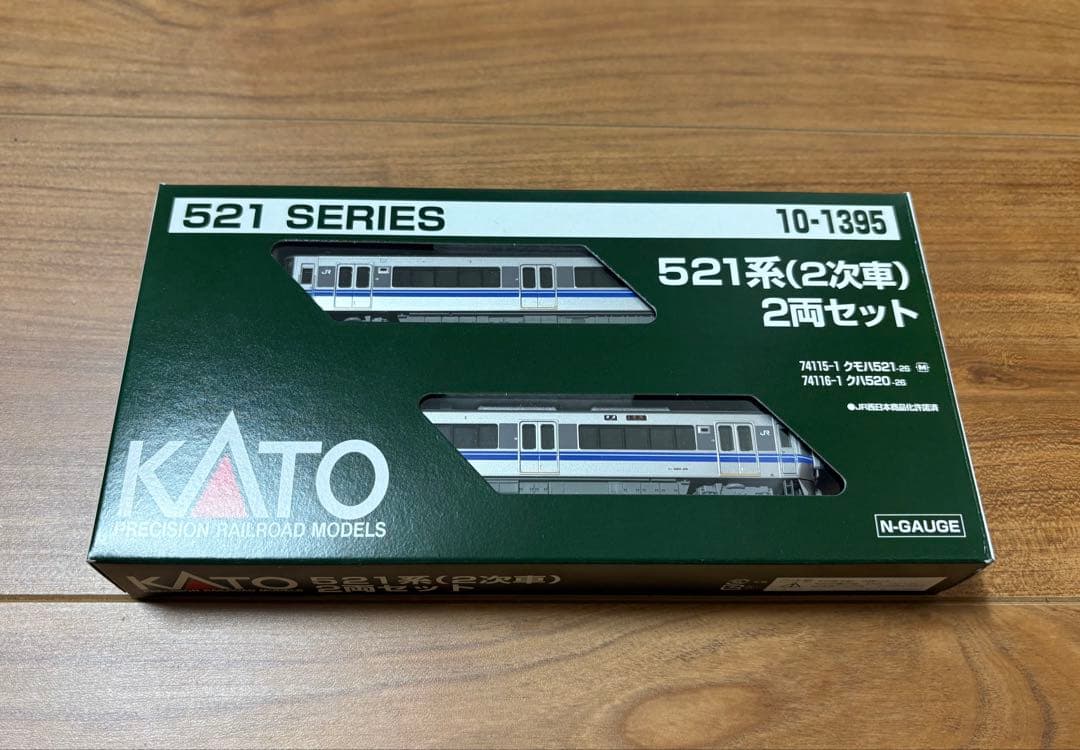 521 SERIES
10-1395
521系(2次車)
2両セット
74115-1 クモハ521-26 M
74116-1 クハ520-26
●JR西日本商品化許諾済
JR
JR
KATO
PRECISION RAILROAD MODELS
N-GAUGE
KATO
521系(2次車)
2両セット